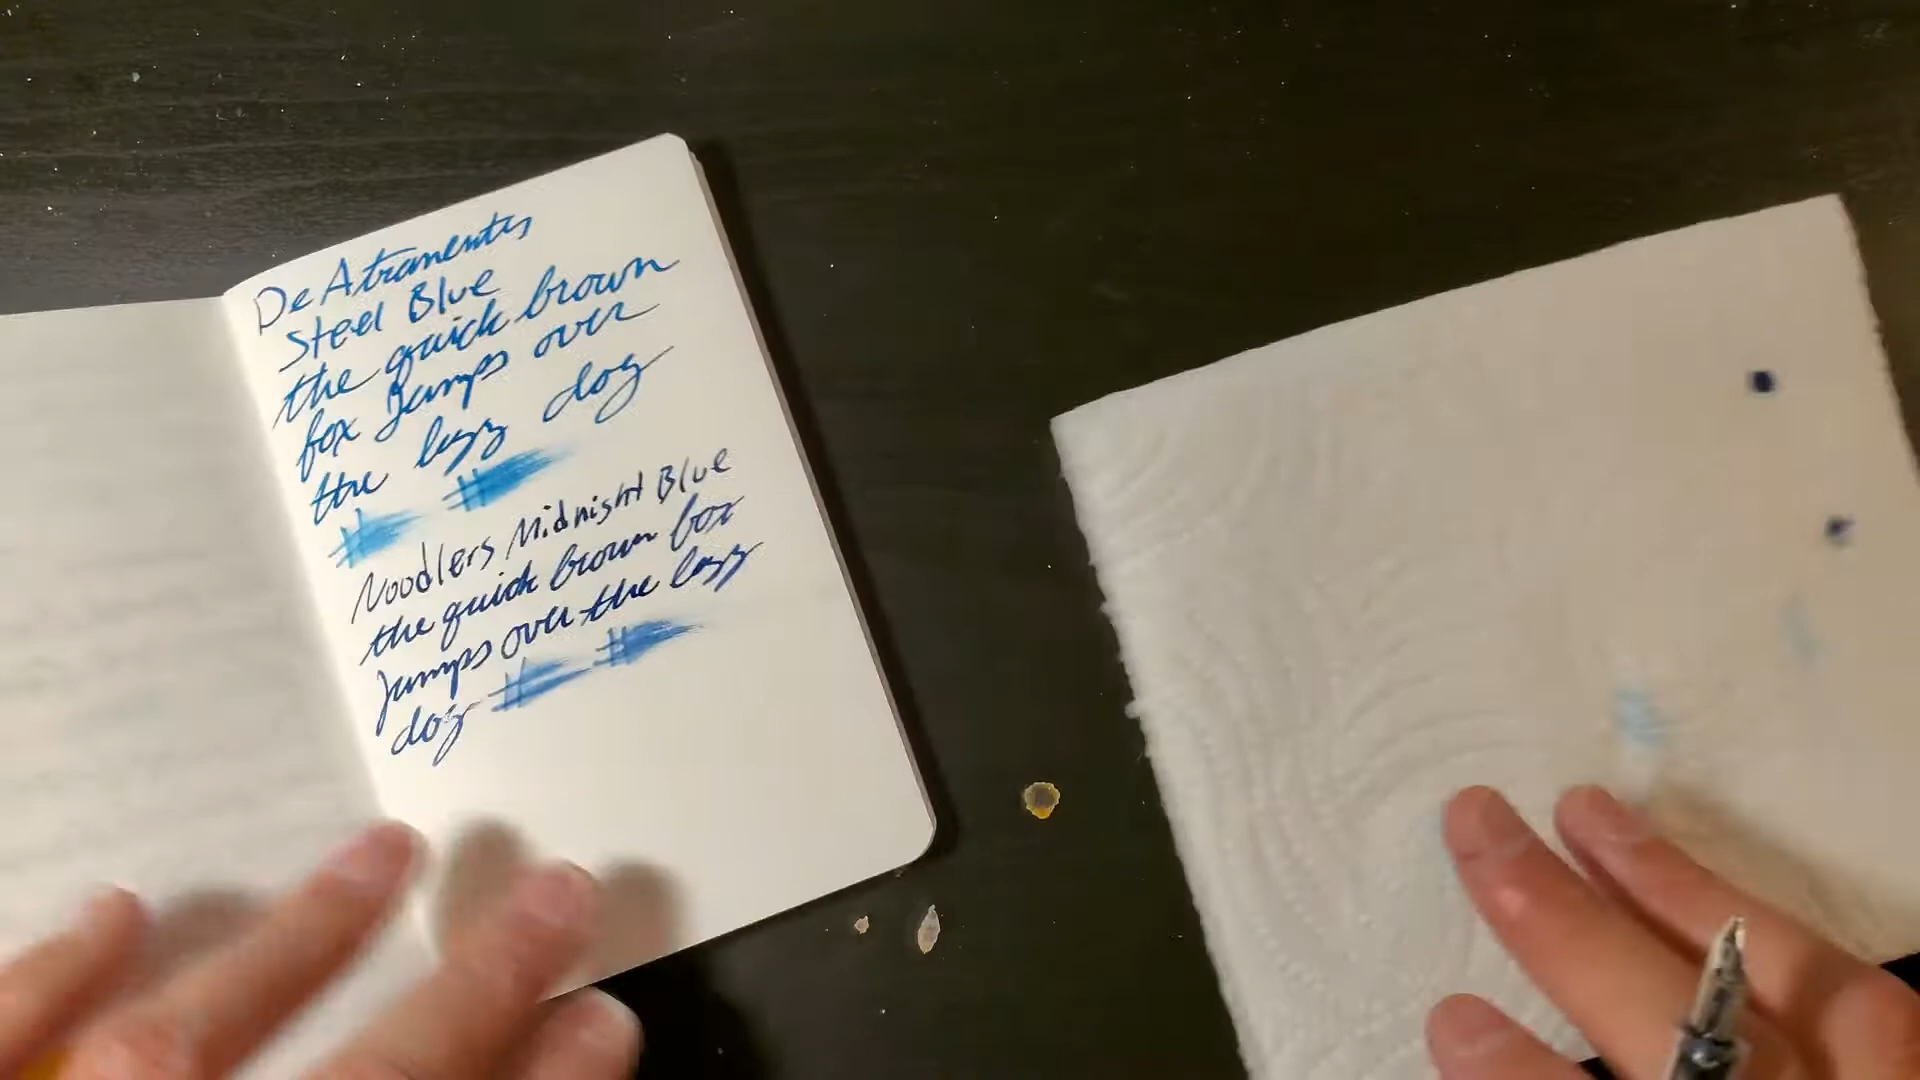 De Atramentis
Steel Blue
the quick brown
fox Jumps over
the lazy dog
Noodlers Midnight Blue
the quick brown box
Jumps over the lazy
dog